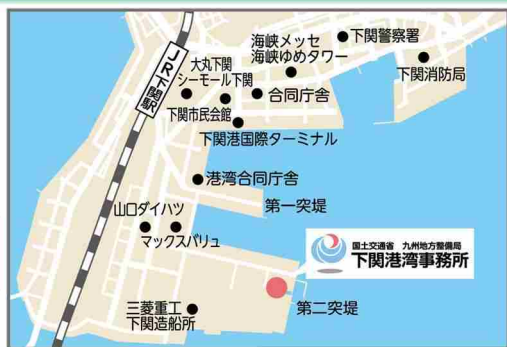 海峡メッセ
海峡ゆめタワー
下関警察署
下関消防局
JR下関駅
大丸下関
シーモール下関
合同庁舎
下関市民会館
下関港国際ターミナル
港湾合同庁舎
第一突堤
山口ダイハツ
マックスバリュ
国土交通省 九州地方整備局
下関港湾事務所
三菱重工
下関造船所
第二突堤